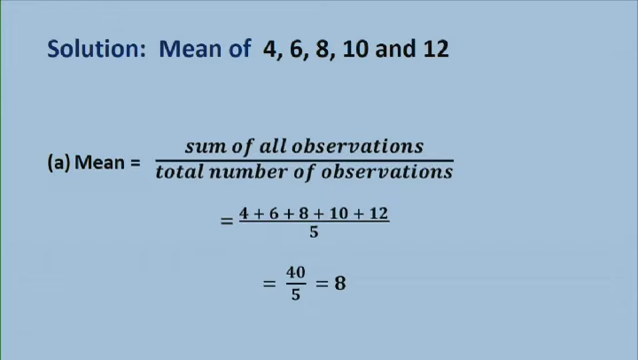 Solution:  Mean of  4, 6, 8, 10 and 12
(a) Mean = sum of all observations / total number of observations
= 4 + 6 + 8 + 10 + 12 / 5
= 40 / 5 = 8